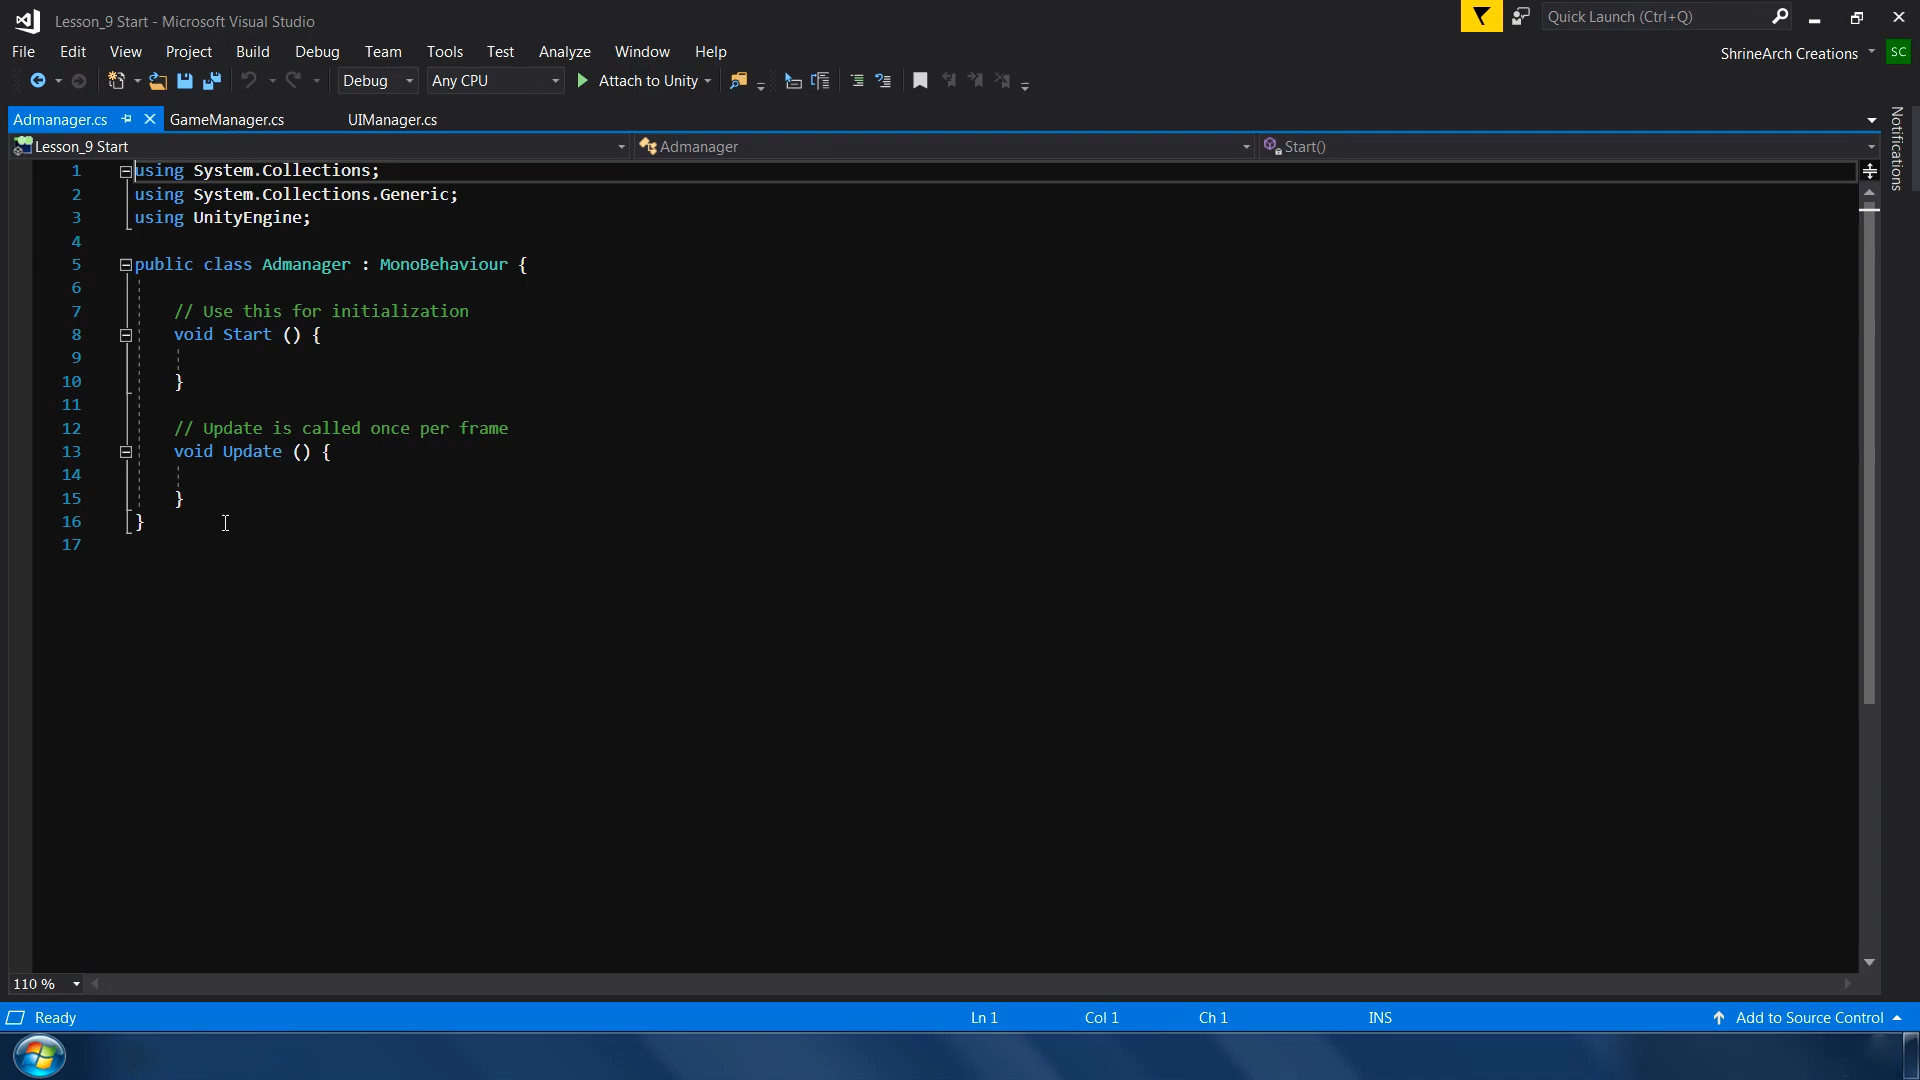 Lesson_9 Start - Microsoft Visual Studio
Quick Launch (Ctrl+Q)
File Edit View Project Build Debug Team Tools Test Analyze Window Help
ShrineArch Creations SC
Debug Any CPU Attach to Unity
Admanager.cs GameManager.cs UIManager.cs
Notifications
Lesson_9 Start Admanager Start()
1 using System.Collections;
2 using System.Collections.Generic;
3 using UnityEngine;
4
5 public class Admanager : MonoBehaviour {
6
7 // Use this for initialization
8 void Start () {
9
10 }
11
12 // Update is called once per frame
13 void Update () {
14
15 }
16 }
17
110 %
Ready Ln 1 Col 1 Ch 1 INS Add to Source Control